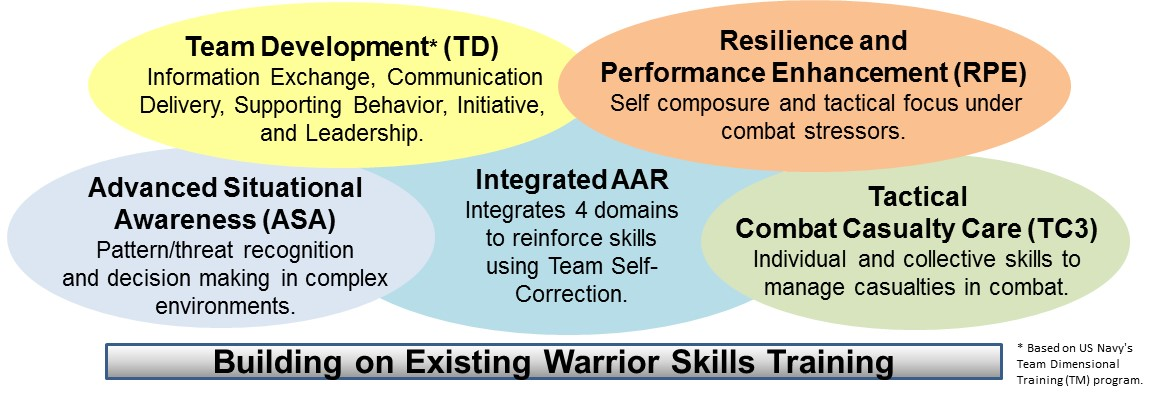 Team Development* (TD)
Information Exchange, Communication
Delivery, Supporting Behavior, Initiative,
and Leadership.
Resilience and
Performance Enhancement (RPE)
Self composure and tactical focus under
combat stressors.
Advanced Situational
Awareness (ASA)
Pattern/threat recognition
and decision making in complex
environments.
Integrated AAR
Integrates 4 domains
to reinforce skills
using Team Self-
Correction.
Tactical
Combat Casualty Care (TC3)
Individual and collective skills to
manage casualties in combat.
Building on Existing Warrior Skills Training
* Based on US Navy's
Team Dimensional
Training (TM) program.